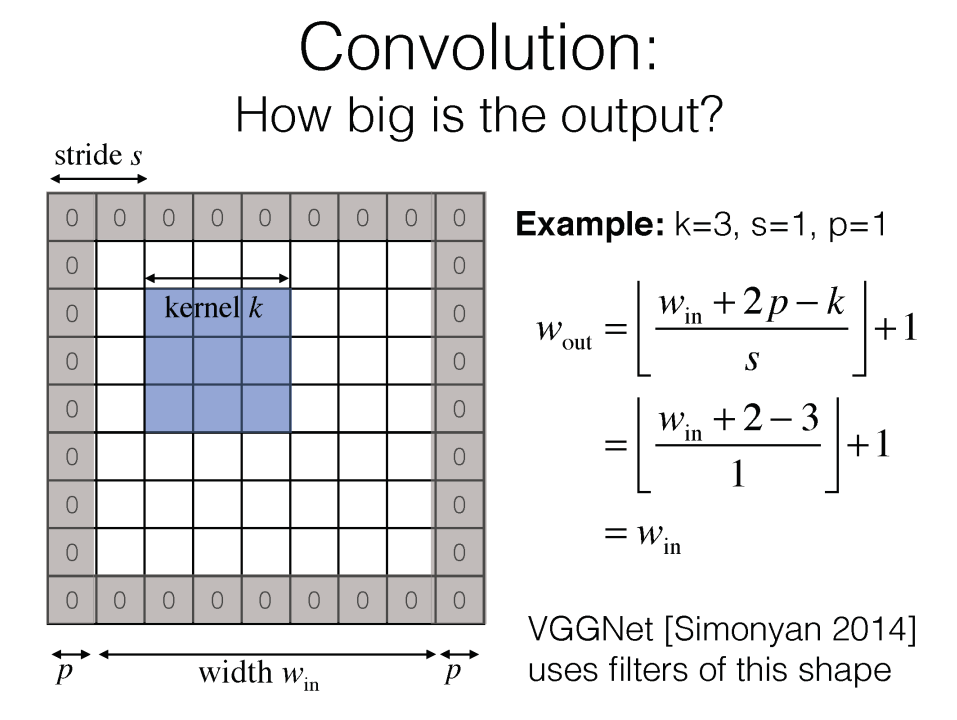 Convolution:
How big is the output?
stride s
0 0 0 0 0 0 0 0 0
0 0
kernel k
0 0
0 0
0 0
0 0
0 0
0 0
0 0 0 0 0 0 0 0 0
p width w_in p
Example: k=3, s=1, p=1
w_out = ⌊(w_in + 2p − k) / s⌋ + 1
= ⌊(w_in + 2 − 3) / 1⌋ + 1
= w_in
VGGNet [Simonyan 2014]
uses filters of this shape